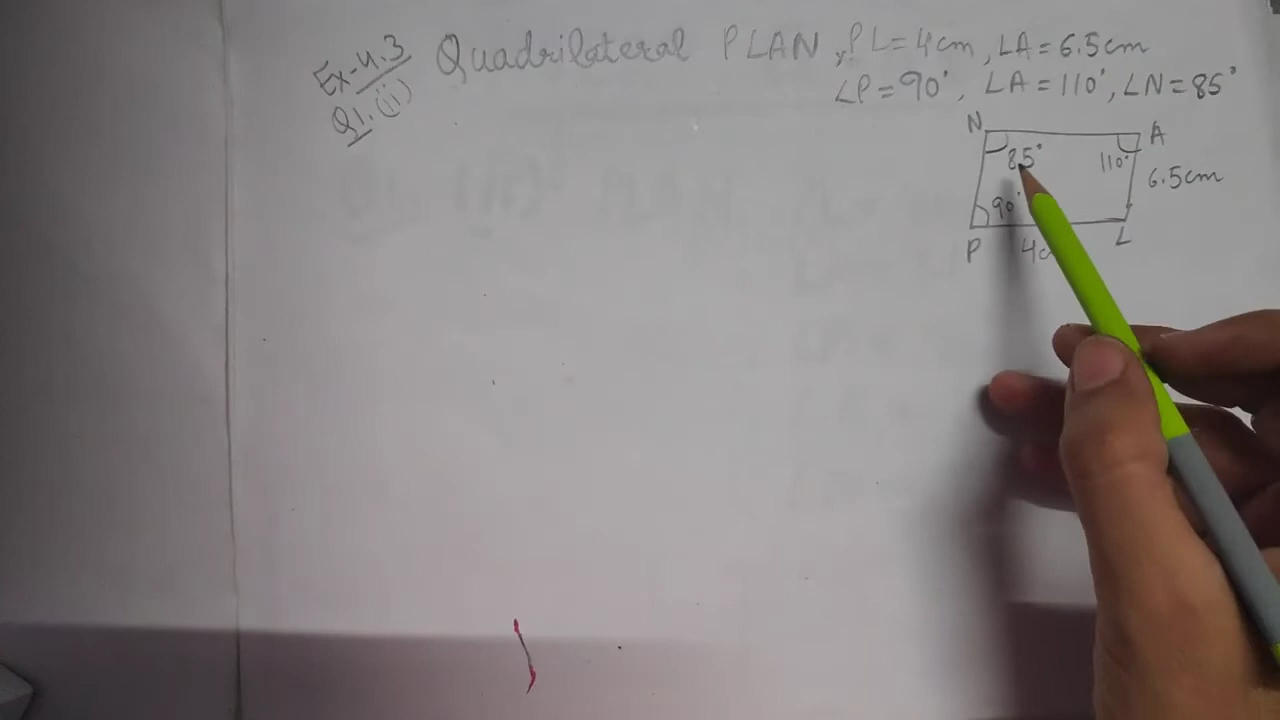 Ex-4.3 Quadrilateral PLAN, PL=4cm, LA=6.5cm
Q1.(ii) ∠P=90°, ∠A=110°, ∠N=85°
N A
85° 110°
6.5cm
90°
P 4c L